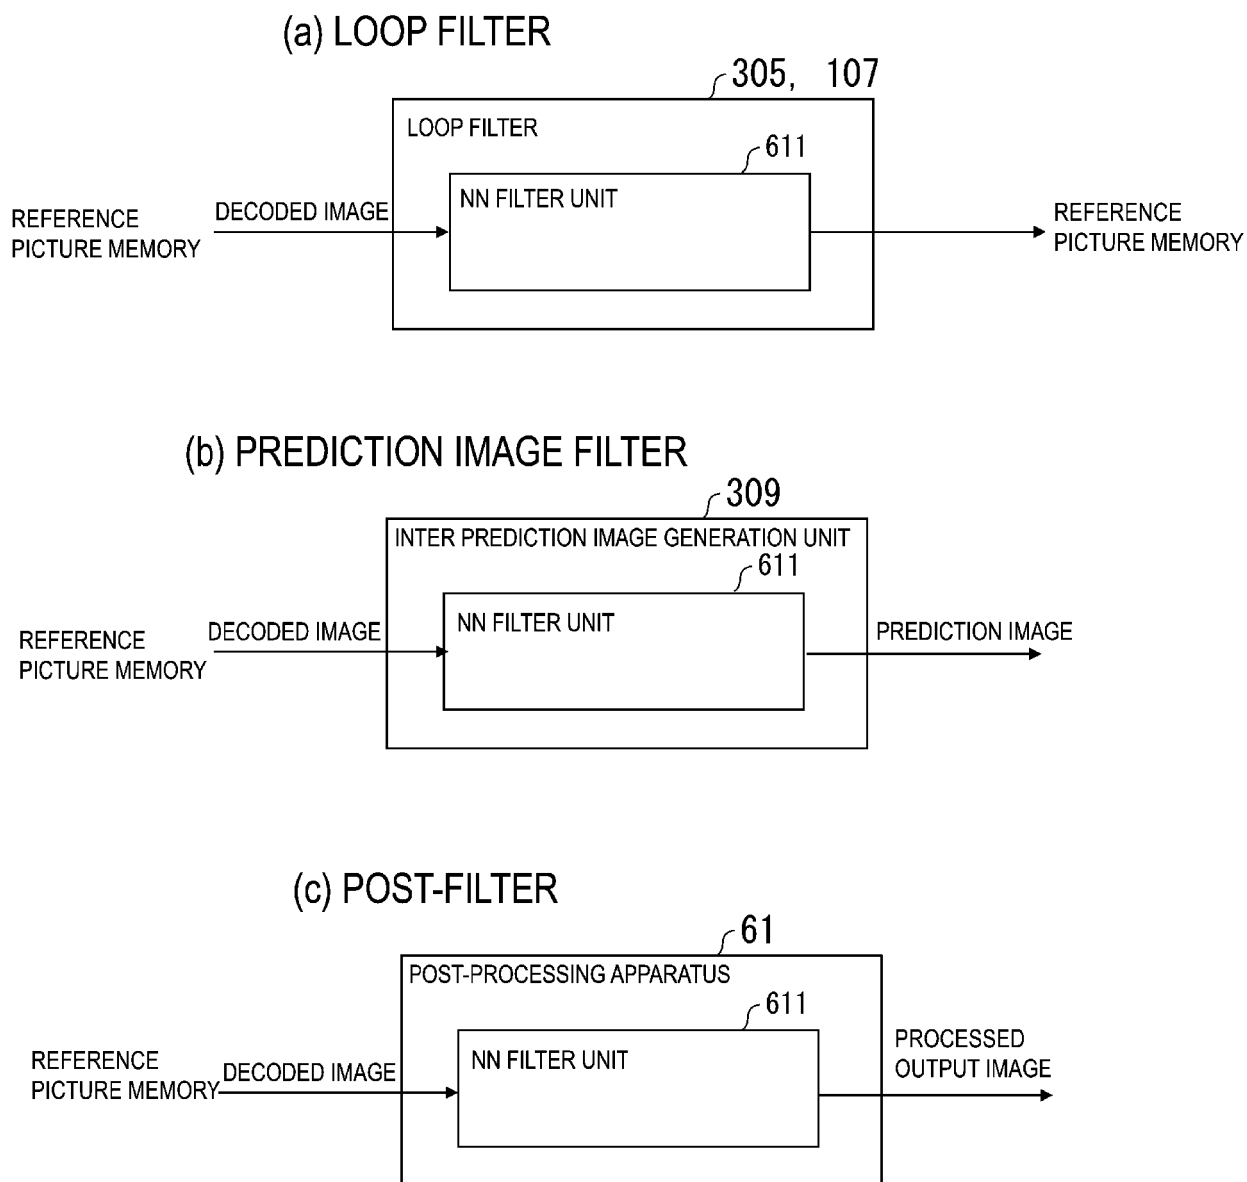 (a) LOOP FILTER
305, 107
LOOP FILTER
611
NN FILTER UNIT
REFERENCE
PICTURE MEMORY
DECODED IMAGE
REFERENCE
PICTURE MEMORY
(b) PREDICTION IMAGE FILTER
309
INTER PREDICTION IMAGE GENERATION UNIT
611
NN FILTER UNIT
REFERENCE
PICTURE MEMORY
DECODED IMAGE
PREDICTION IMAGE
(c) POST-FILTER
61
POST-PROCESSING APPARATUS
611
NN FILTER UNIT
REFERENCE
PICTURE MEMORY
DECODED IMAGE
PROCESSED
OUTPUT IMAGE